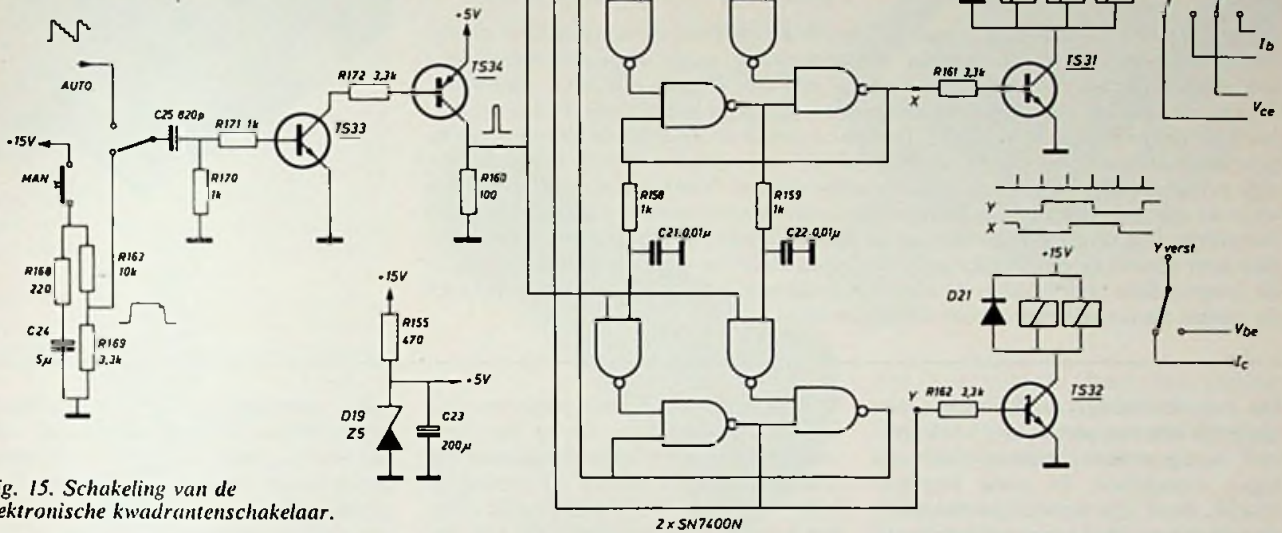 AUTO
+15V
MAN
R168
220
C24
5µ
R163
10k
R169
3,3k
C25 820p
R171 1k
R170
1k
TS33
R172 3,3k
+5V
TS34
R160
100
+15V
R155
470
+5V
D19
Z5
C23
200µ
R158
1k
R159
1k
C21-0,01µ
C22-0,01µ
X
R161 3,3k
TS31
Ib
Vce
Y
X
+15V
D21
Y verst
Vbe
Ic
Y
R162 3,3k
TS32
2 x SN7400N
g. 15. Schakeling van de
ektronische kwadrantenschakelaar.